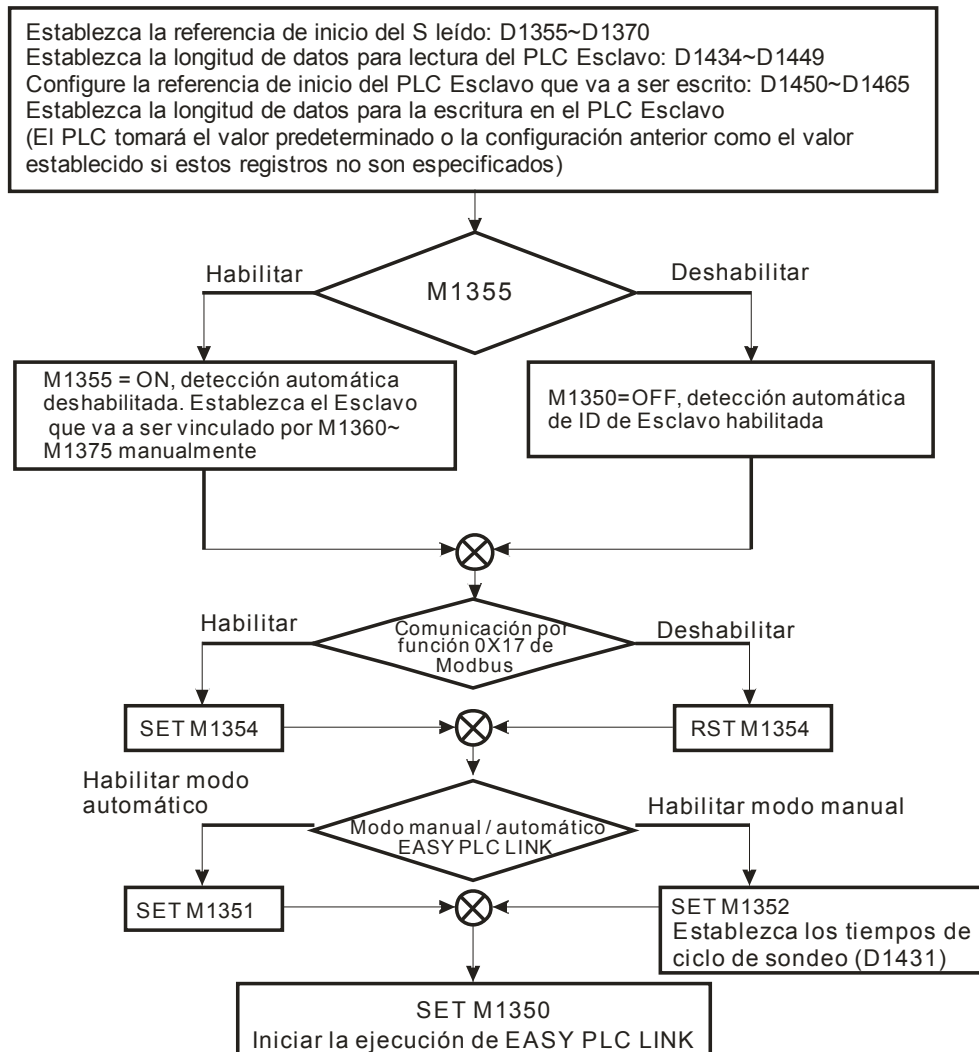 Establezca la referencia de inicio del S leído: D1355~D1370
Establezca la longitud de datos para lectura del PLC Esclavo: D1434~D1449
Configure la referencia de inicio del PLC Esclavo que va a ser escrito: D1450~D1465
Establezca la longitud de datos para la escritura en el PLC Esclavo
(El PLC tomará el valor predeterminado o la configuración anterior como el valor
establecido si estos registros no son especificados)
Habilitar
Deshabilitar
M1355
M1355 = ON, detección automática
deshabilitada. Establezca el Esclavo
que va a ser vinculado por M1360~
M1375 manualmente
M1350=OFF, detección automática
de ID de Esclavo habilitada
Habilitar
Deshabilitar
Comunicación por
función 0X17 de
Modbus
SET M1354
RST M1354
Habilitar modo
automático
Habilitar modo manual
Modo manual / automático
EASY PLC LINK
SET M1351
SET M1352
Establezca los tiempos de
ciclo de sondeo (D1431)
SET M1350
Iniciar la ejecución de EASY PLC LINK